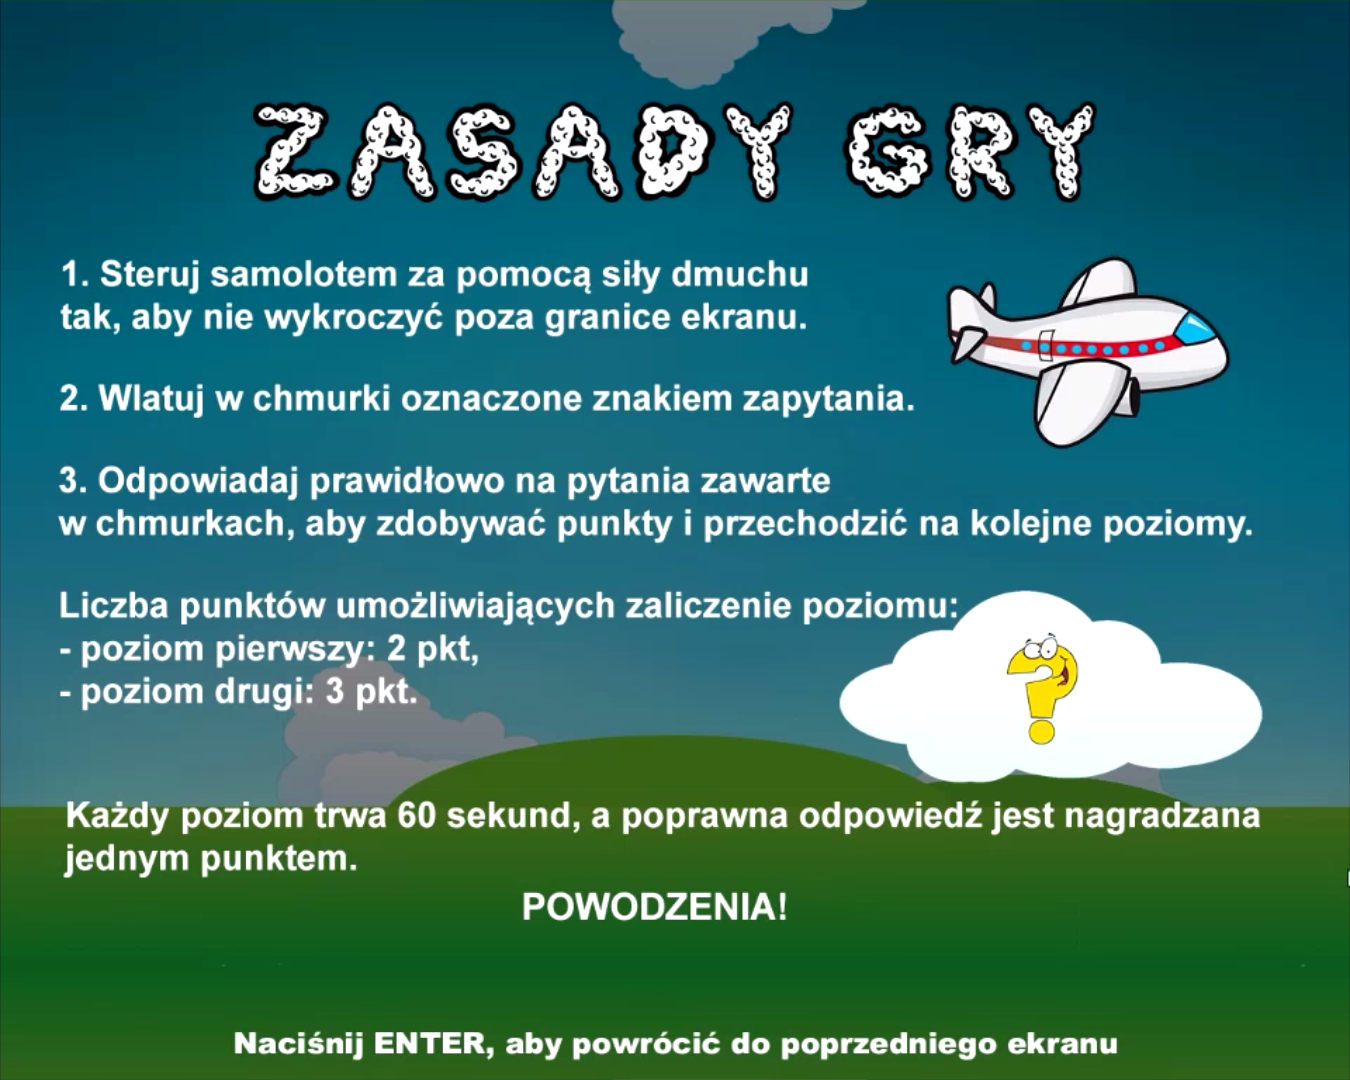 ZASADY GRY
1. Steruj samolotem za pomocą siły dmuchu
tak, aby nie wykroczyć poza granice ekranu.
2. Wlatuj w chmurki oznaczone znakiem zapytania.
3. Odpowiadaj prawidłowo na pytania zawarte
w chmurkach, aby zdobywać punkty i przechodzić na kolejne poziomy.
Liczba punktów umożliwiających zaliczenie poziomu:
- poziom pierwszy: 2 pkt,
- poziom drugi: 3 pkt.
?
Każdy poziom trwa 60 sekund, a poprawna odpowiedź jest nagradzana
jednym punktem.
POWODZENIA!
Naciśnij ENTER, aby powrócić do poprzedniego ekranu